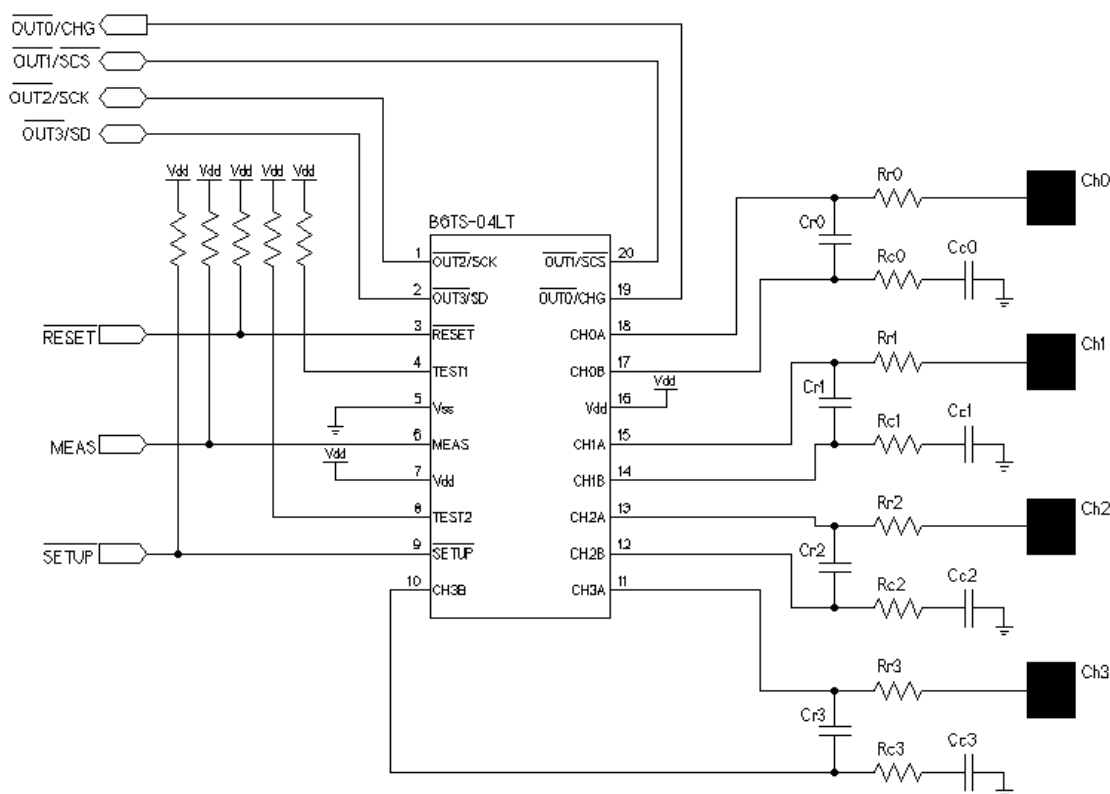 OUT0/CHG
OUT1/SCS
OUT2/SCK
OUT3/SD
Vdd Vdd Vdd Vdd Vdd
RESET
MEAS
SETUP
Vdd
B6TS-04LT
1 OUT2/SCK
2 OUT3/SD
3 RESET
4 TEST1
5 Vss
6 MEAS
7 Vdd
8 TEST2
9 SETUP
10 CH3B
OUT1/SCS 20
OUT0/CHG 19
CH0A 18
CH0B 17
Vdd 16
CH1A 15
CH1B 14
CH2A 13
CH2B 12
CH3A 11
Vdd
Rr0
Ch0
Cr0
Rc0
Cc0
Rr1
Ch1
Cr1
Rc1
Cc1
Rr2
Ch2
Cr2
Rc2
Cc2
Rr3
Ch3
Cr3
Rc3
Cc3